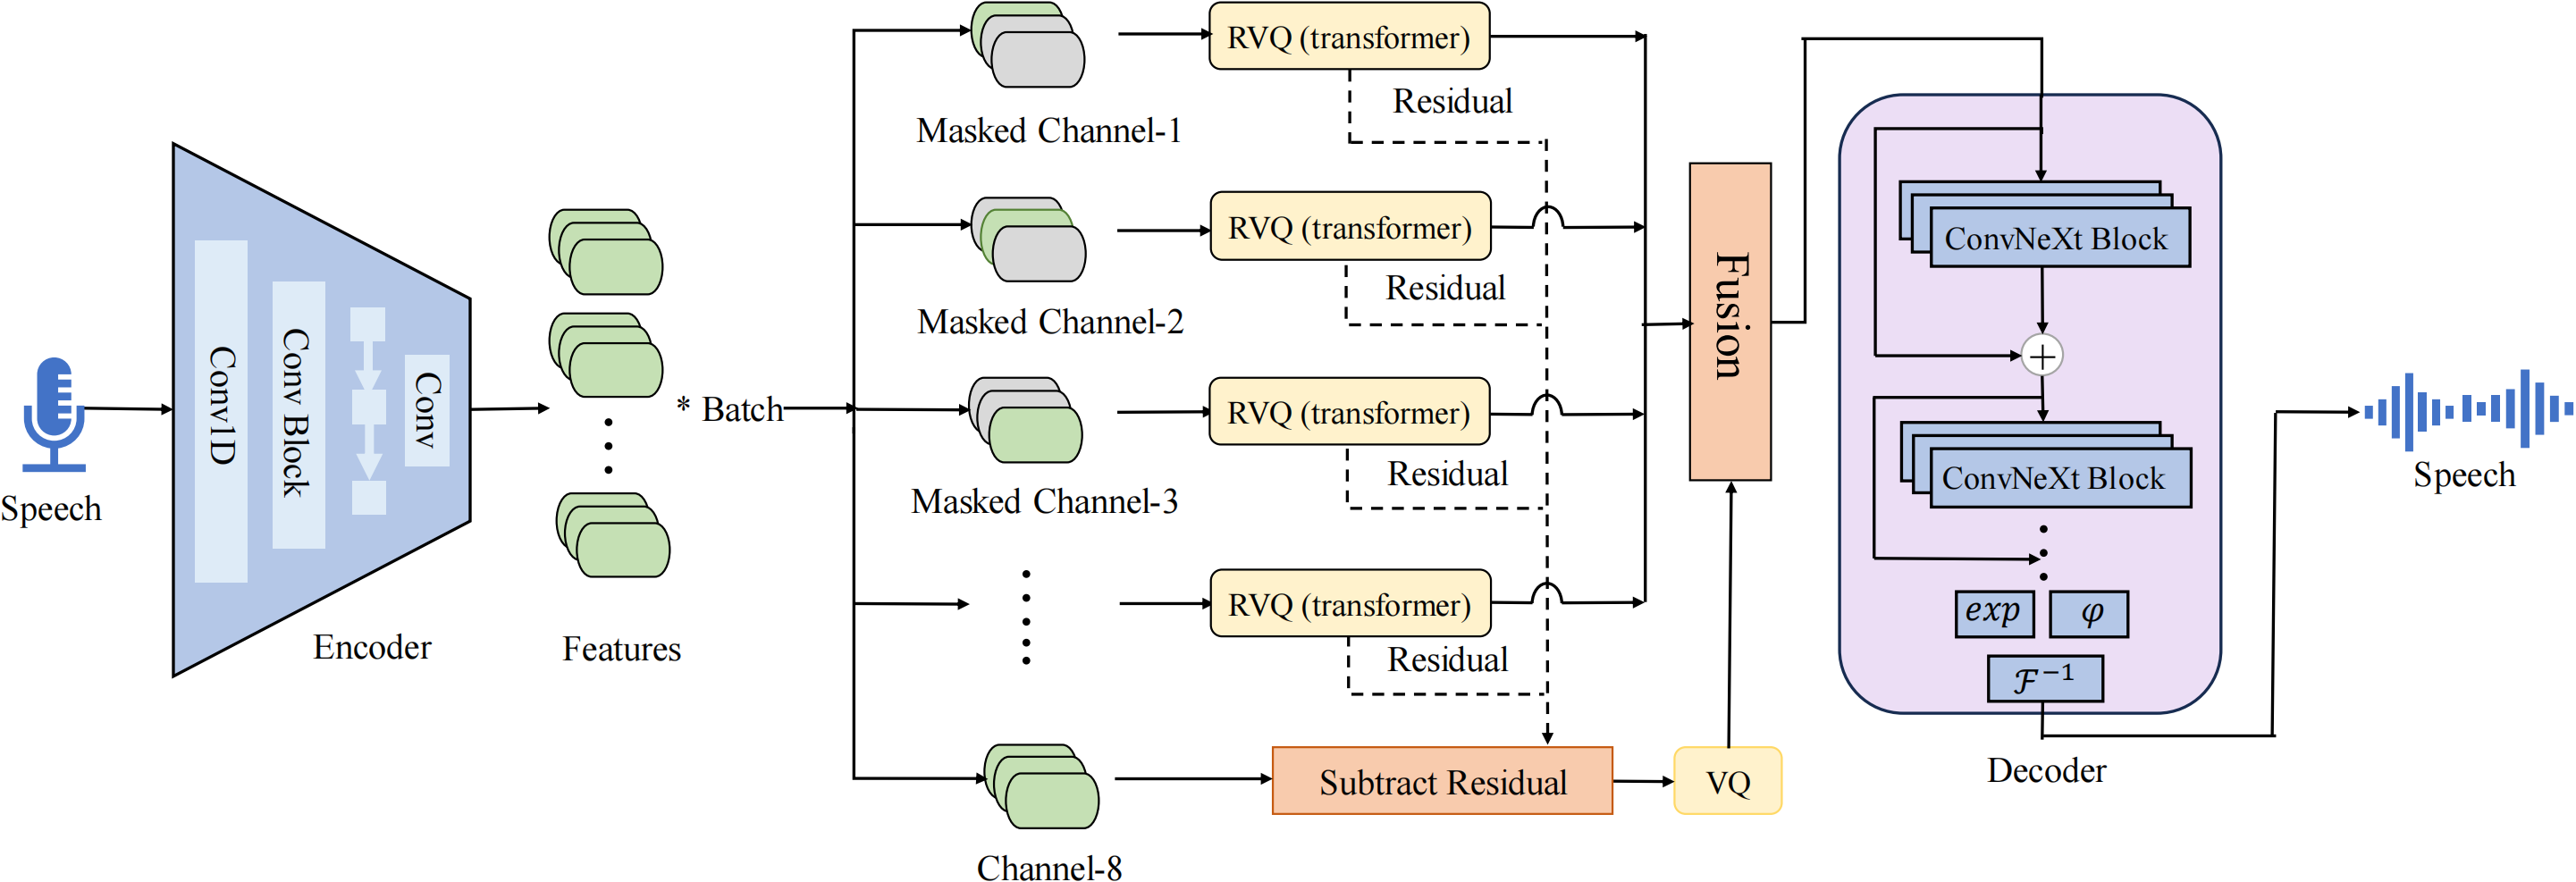 Speech
Conv1D
Conv Block
Conv
Encoder
Features
* Batch
Masked Channel-1
RVQ (transformer)
Residual
Masked Channel-2
RVQ (transformer)
Residual
Masked Channel-3
RVQ (transformer)
Residual
RVQ (transformer)
Residual
Channel-8
Subtract Residual
VQ
Fusion
ConvNeXt Block
+
ConvNeXt Block
exp
φ
ℱ⁻¹
Decoder
Speech